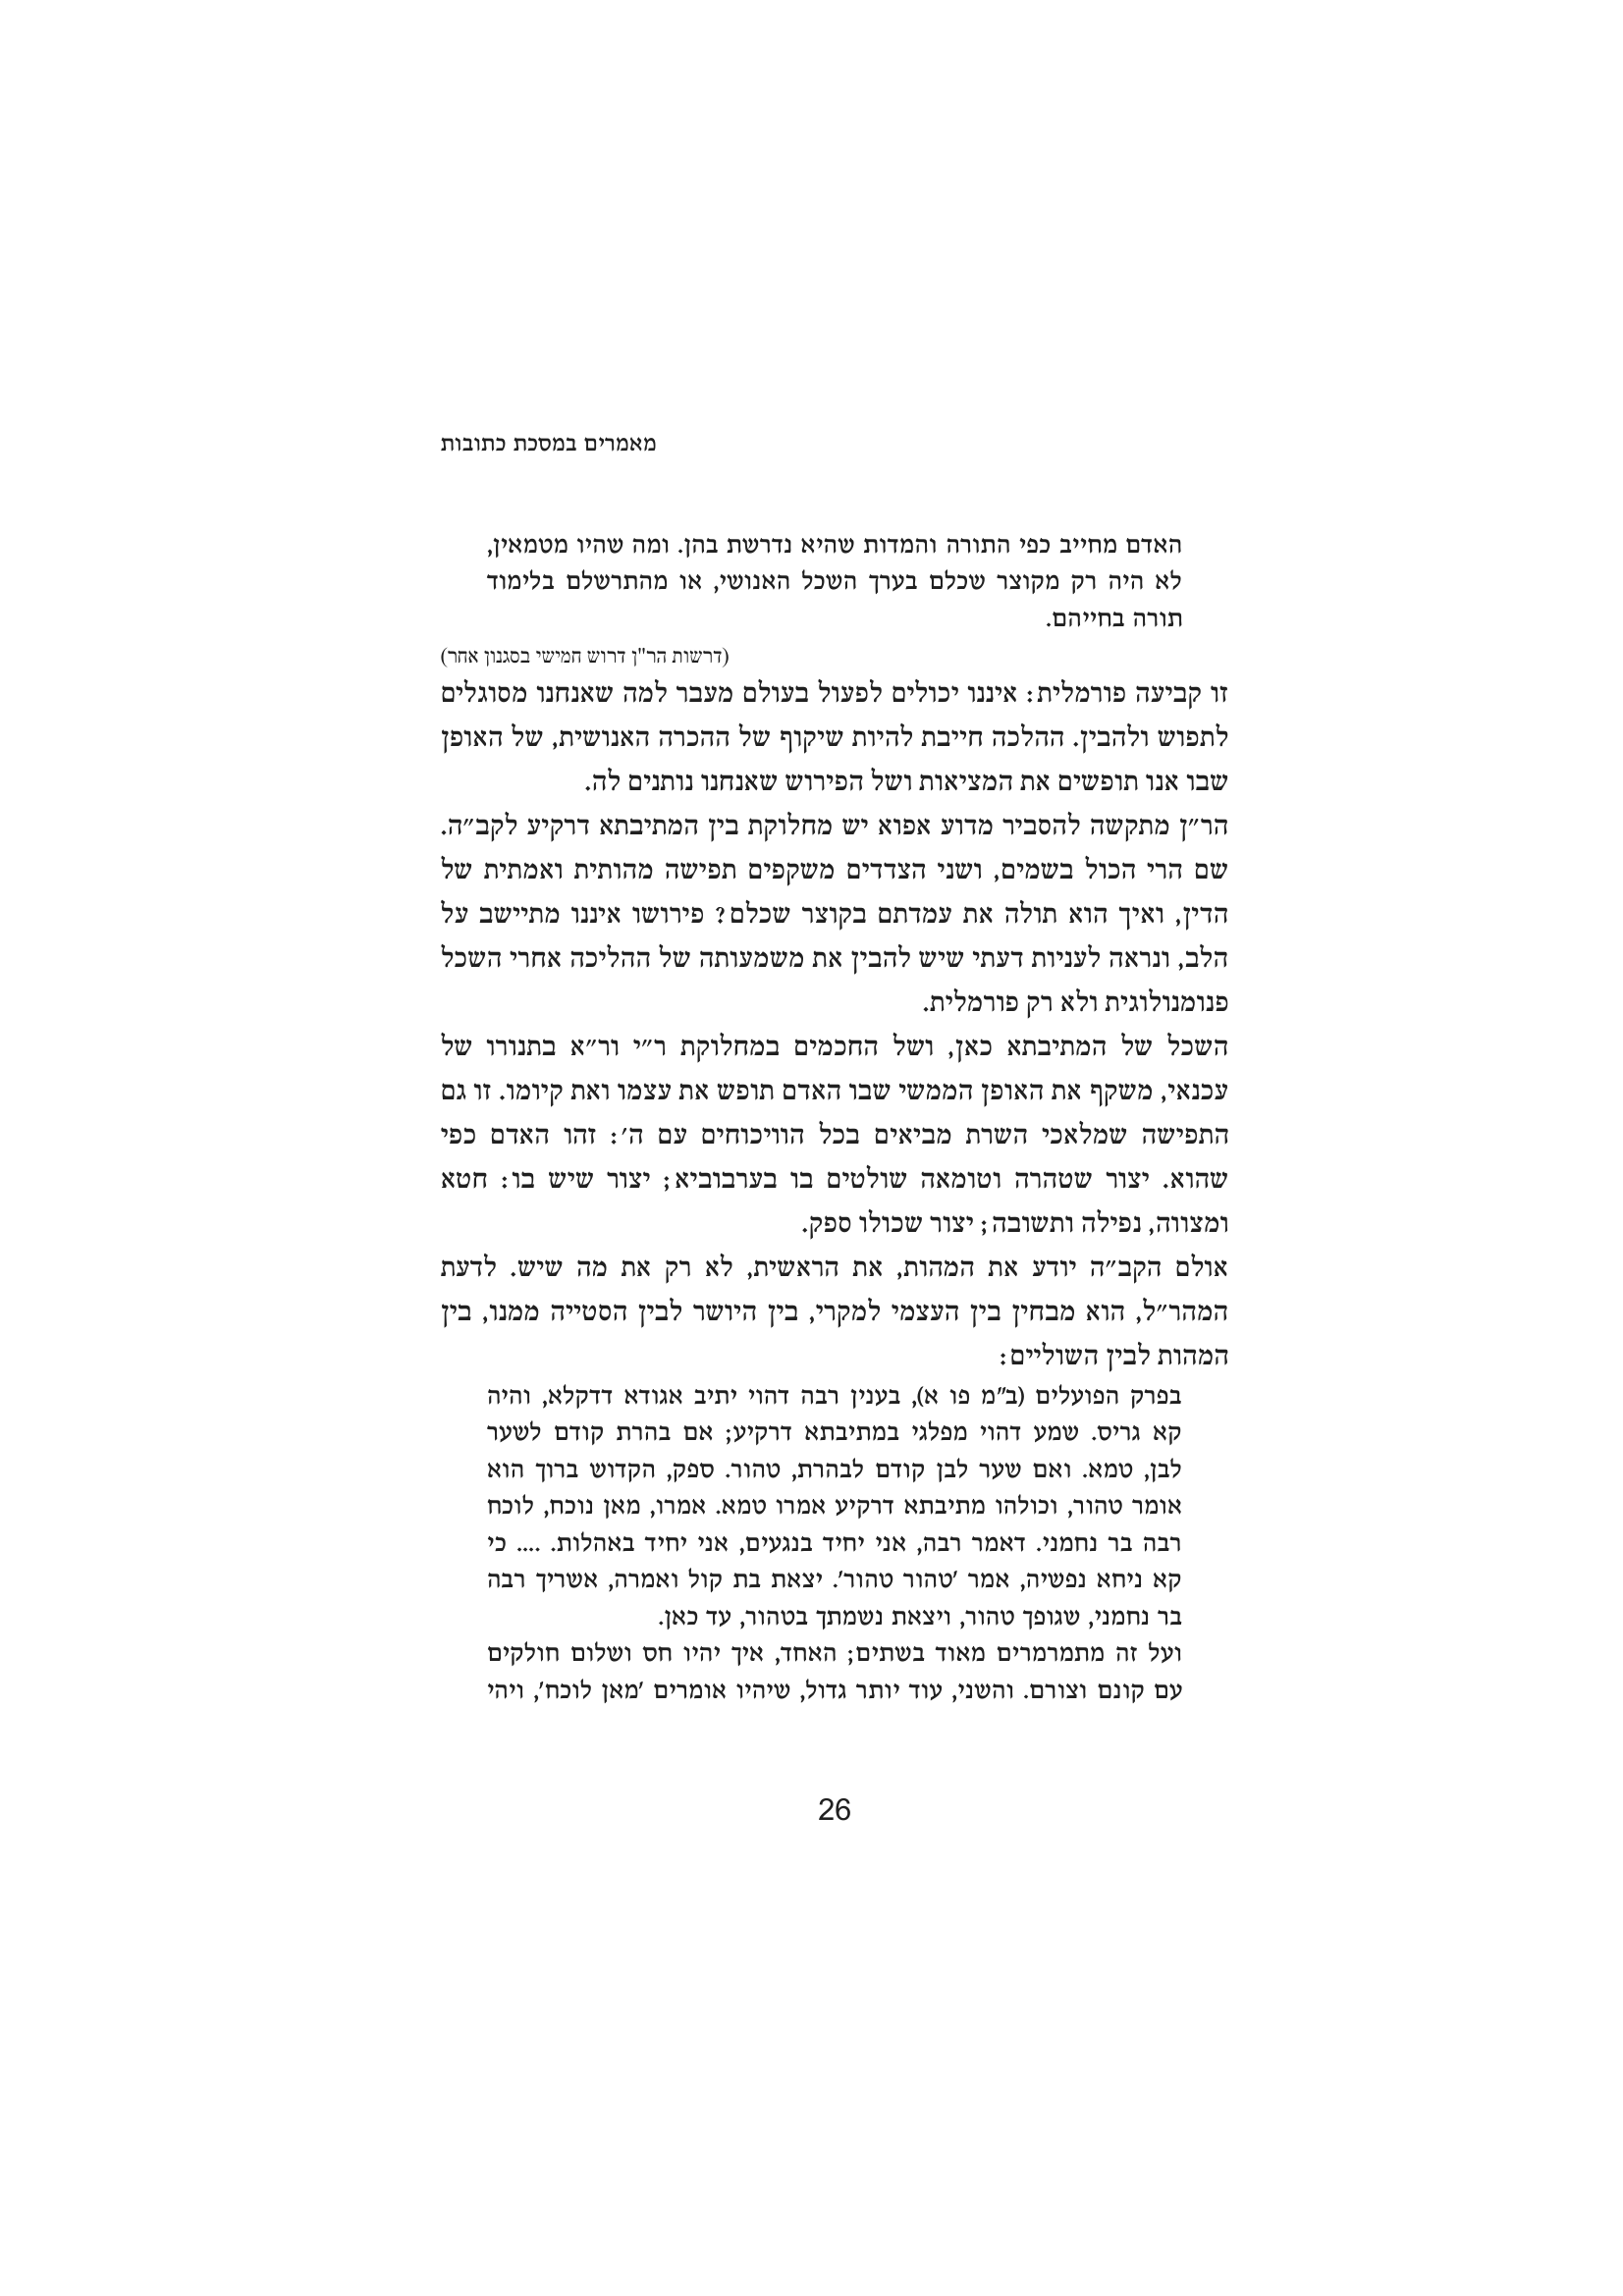 מאמרים במסכת כתובות
האדם מחייב כפי התורה והמדות שהיא נדרשת בהן. ומה שהיו מטמאין,
לא היה רק מקוצר שכלם בערך השכל האנושי, או מהתרשלם בלימוד
תורה בחייהם.
(דרשות הר"ן דרוש חמישי בסגנון אחר)
זו קביעה פורמלית: איננו יכולים לפעול בעולם מעבר למה שאנחנו מסוגלים
לתפוש ולהבין. ההלכה חייבת להיות שיקוף של ההכרה האנושית, של האופן
שבו אנו תופשים את המציאות ושל הפירוש שאנחנו נותנים לה.
הר״ן מתקשה להסביר מדוע אפוא יש מחלוקת בין המתיבתא דרקיע לקב״ה.
שם הרי הכול בשמים, ושני הצדדים משקפים תפישה מהותית ואמתית של
הדין, ואיך הוא תולה את עמדתם בקוצר שכלם? פירושו איננו מתיישב על
הלב, ונראה לעניות דעתי שיש להבין את משמעותה של ההליכה אחרי השכל
פנומנולוגית ולא רק פורמלית.
השכל של המתיבתא כאן, ושל החכמים במחלוקת ר״י ור״א בתנורו של
עכנאי, משקף את האופן הממשי שבו האדם תופש את עצמו ואת קיומו. זו גם
התפישה שמלאכי השרת מביאים בכל הוויכוחים עם ה׳: זהו האדם כפי
שהוא. יצור שטהרה וטומאה שולטים בו בערבוביא; יצור שיש בו: חטא
ומצווה, נפילה ותשובה; יצור שכולו ספק.
אולם הקב״ה יודע את המהות, את הראשית, לא רק את מה שיש. לדעת
המהר״ל, הוא מבחין בין העצמי למקרי, בין היושר לבין הסטייה ממנו, בין
המהות לבין השוליים:
בפרק הפועלים (ב״מ פו א), בענין רבה דהוי יתיב אגודא דדקלא, והיה
קא גריס. שמע דהוי מפלגי במתיבתא דרקיע; אם בהרת קודם לשער
לבן, טמא. ואם שער לבן קודם לבהרת, טהור. ספק, הקדוש ברוך הוא
אומר טהור, וכולהו מתיבתא דרקיע אמרו טמא. אמרו, מאן נוכח, לוכח
רבה בר נחמני. דאמר רבה, אני יחיד בנגעים, אני יחיד באהלות. .... כי
קא ניחא נפשיה, אמר ׳טהור טהור׳. יצאת בת קול ואמרה, אשריך רבה
בר נחמני, שגופך טהור, ויצאת נשמתך בטהור, עד כאן.
ועל זה מתמרמרים מאוד בשתים; האחד, איך יהיו חס ושלום חולקים
עם קונם וצורם. והשני, עוד יותר גדול, שיהיו אומרים ׳מאן לוכח׳, ויהי
26